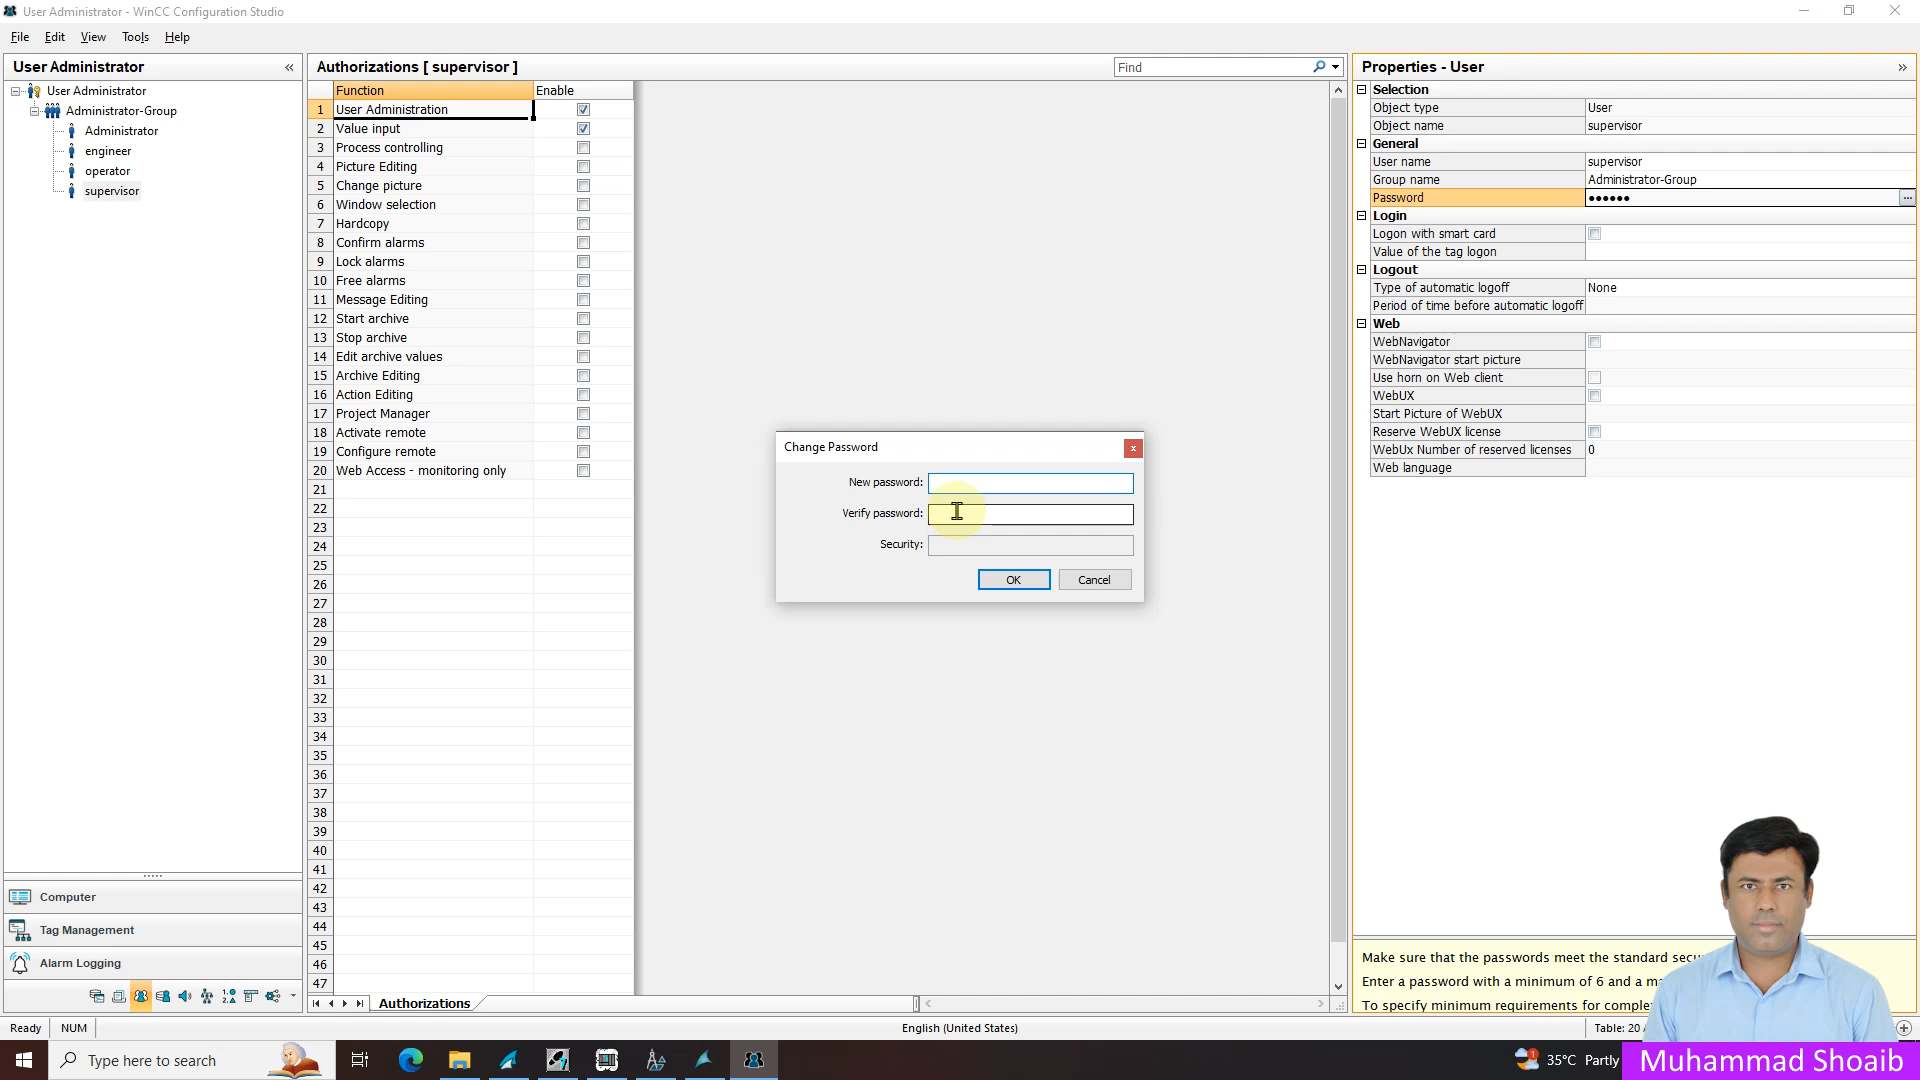 User Administrator - WinCC Configuration Studio
File Edit View Tools Help
User Administrator «
User Administrator
Administrator-Group
Administrator
engineer
operator
supervisor
Computer
Tag Management
Alarm Logging
Authorizations [ supervisor ]
Find
Function Enable
1 User Administration
2 Value input
3 Process controlling
4 Picture Editing
5 Change picture
6 Window selection
7 Hardcopy
8 Confirm alarms
9 Lock alarms
10 Free alarms
11 Message Editing
12 Start archive
13 Stop archive
14 Edit archive values
15 Archive Editing
16 Action Editing
17 Project Manager
18 Activate remote
19 Configure remote
20 Web Access - monitoring only
21
22
23
24
25
26
27
28
29
30
31
32
33
34
35
36
37
38
39
40
41
42
43
44
45
46
47
Authorizations
Change Password
New password:
Verify password:
Security:
OK Cancel
Properties - User »
Selection
Object type User
Object name supervisor
General
User name supervisor
Group name Administrator-Group
Password ●●●●●● ...
Login
Logon with smart card
Value of the tag logon
Logout
Type of automatic logoff None
Period of time before automatic logoff
Web
WebNavigator
WebNavigator start picture
Use horn on Web client
WebUX
Start Picture of WebUX
Reserve WebUX license
WebUx Number of reserved licenses 0
Web language
Make sure that the passwords meet the standard
Enter a password with a minimum of 6 and a
To specify minimum requirements for
Ready NUM English (United States) Table: 20
Type here to search
35°C Partly
Muhammad Shoaib